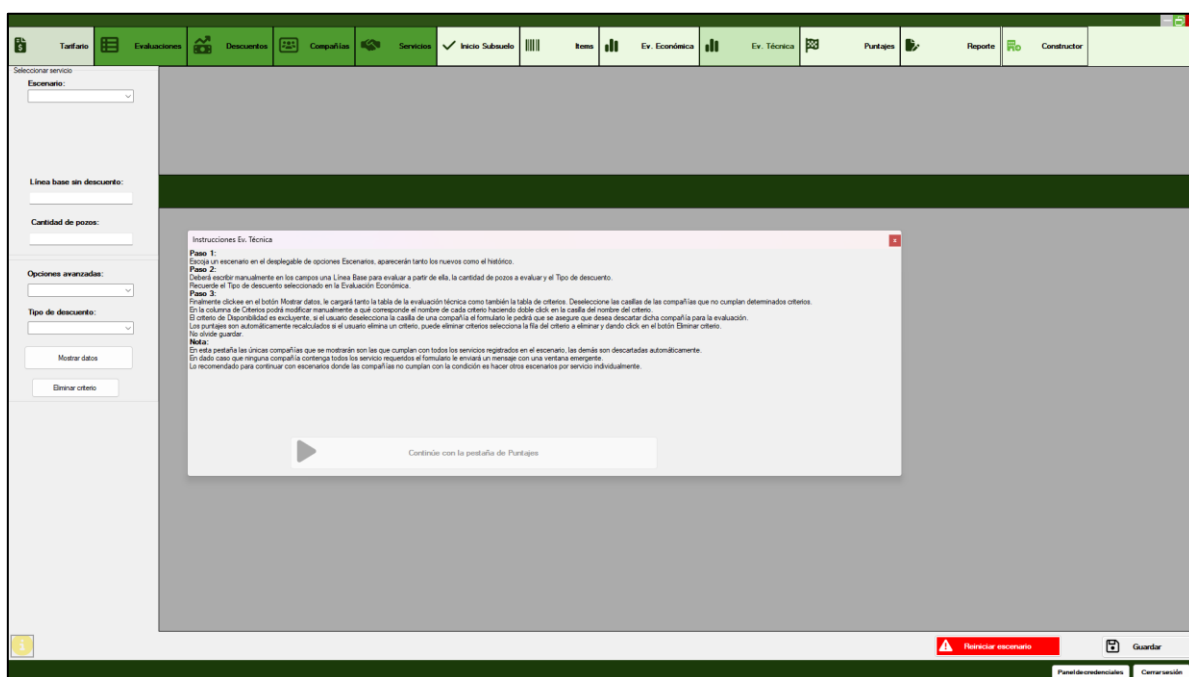 Tarifario
Evaluaciones
Descuentos
Compañías
Servicios
Inicio Subsuelo
Items
Ev. Económica
Ev. Técnica
Puntajes
Reporte
Constructor
Seleccionar servicio
Escenario:
Línea base sin descuento:
Cantidad de pozos:
Opciones avanzadas:
Tipo de descuento:
Mostrar datos
Eliminar criterio
Instrucciones Ev. Técnica
x
Paso 1:
Escoja un escenario en el desplegable de opciones Escenarios, aparecerán tanto los nuevos como el histórico.
Paso 2:
Deberá escribir manualmente en los campos una Línea Base para evaluar a partir de ella, la cantidad de pozos a evaluar y el Tipo de descuento.
Recuerde el Tipo de descuento seleccionado en la Evaluación Económica.
Paso 3:
Finalmente clickee en el botón Mostrar datos, le cargará tanto la tabla de la evaluación técnica como también la tabla de criterios. Deseleccione las casillas de las compañías que no cumplan determinados criterios.
En la columna de Criterios podrá modificar manualmente a qué corresponde el nombre de cada criterio haciendo doble click en la casilla del nombre del criterio.
El criterio de Disponibilidad es excluyente, si el usuario deselecciona la casilla de una compañía el formulario le pedrá que se asegure que desea descartar dicha compañía para la evaluación.
Los puntajes son automáticamente recalculados si el usuario elimina un criterio, puede eliminar criterios selecciona la fila del criterio a eliminar y dando click en el botón Eliminar criterio.
No olvide guardar.
Nota:
En esta pestaña las únicas compañías que se mostrarán son las que cumplan con todos los servicios registrados en el escenario, las demás son descartadas automáticamente.
En dado caso que ninguna compañía contenga todos los servicio requeridos el formulario le enviará un mensaje con una ventana emergente.
Lo recomendado para continuar con escenarios donde las compañías no cumplan con la condición es hacer otros escenarios por servicio individualmente.
Continúe con la pestaña de Puntajes
Reiniciar escenario
Guardar
Panel de credenciales
Cerrar sesión